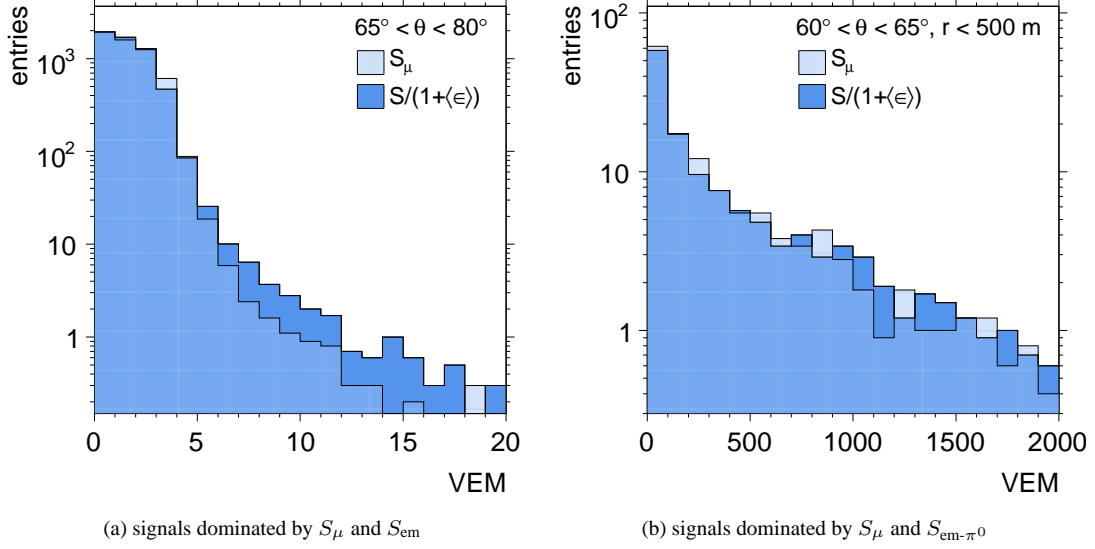 entries
65° < θ < 80°
S_μ
S/(1+⟨∈⟩)
10³
10²
10
1
0 5 10 15 20
VEM
(a) signals dominated by S_μ and S_em
entries
60° < θ < 65°, r < 500 m
S_μ
S/(1+⟨∈⟩)
10²
10
1
0 500 1000 1500 2000
VEM
(b) signals dominated by S_μ and S_em-π⁰